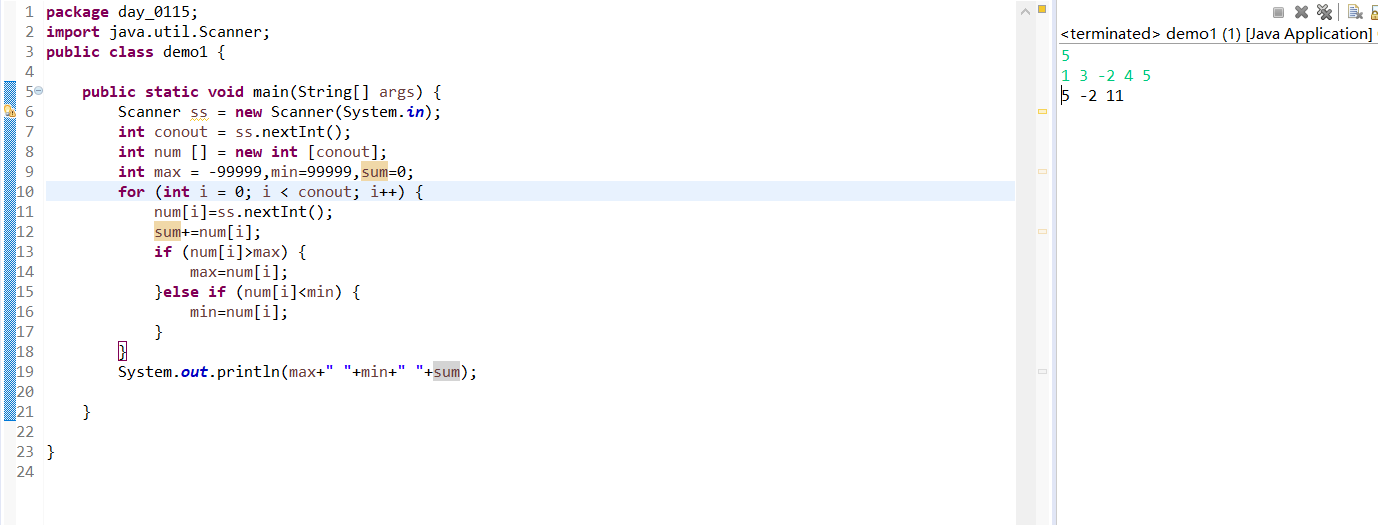 1 package day_0115;
2 import java.util.Scanner;
3 public class demo1 {
4
5     public static void main(String[] args) {
6         Scanner ss = new Scanner(System.in);
7         int conout = ss.nextInt();
8         int num [] = new int [conout];
9         int max = -99999,min=99999,sum=0;
10         for (int i = 0; i < conout; i++) {
11             num[i]=ss.nextInt();
12             sum+=num[i];
13             if (num[i]>max) {
14                 max=num[i];
15             }else if (num[i]<min) {
16                 min=num[i];
17             }
18         }
19         System.out.println(max+" "+min+" "+sum);
20
21     }
22
23 }
24
<terminated> demo1 (1) [Java Application]
5
1 3 -2 4 5
5 -2 11